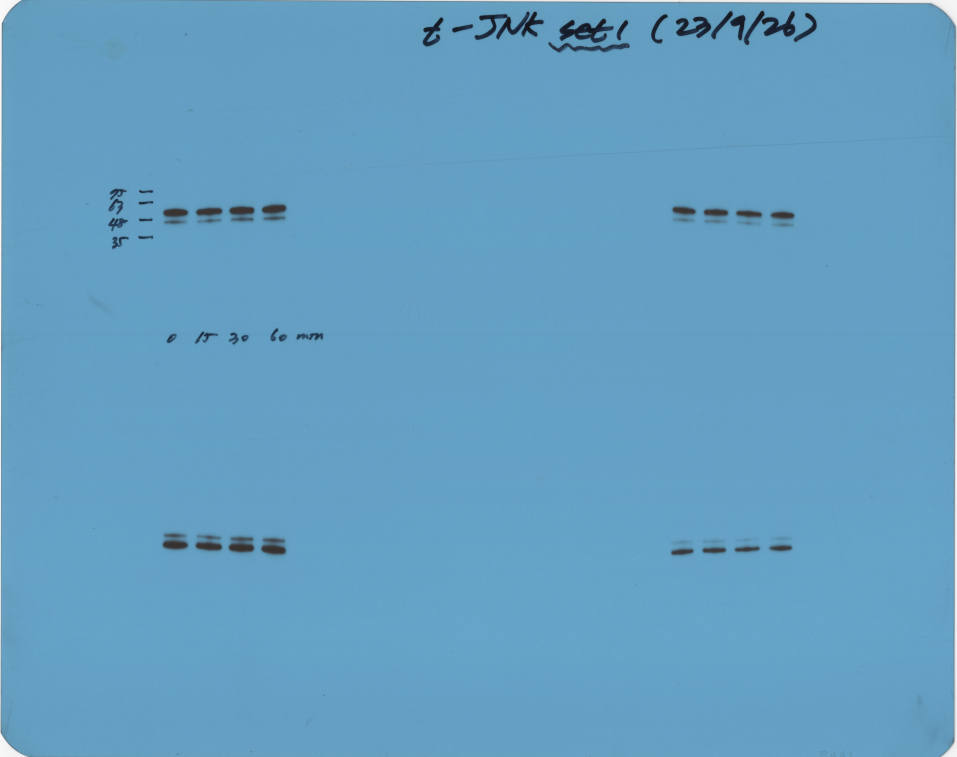 t-JNK set1 (23/9/26)
75 —
63 —
48 —
35 —
0 15 30 60 min